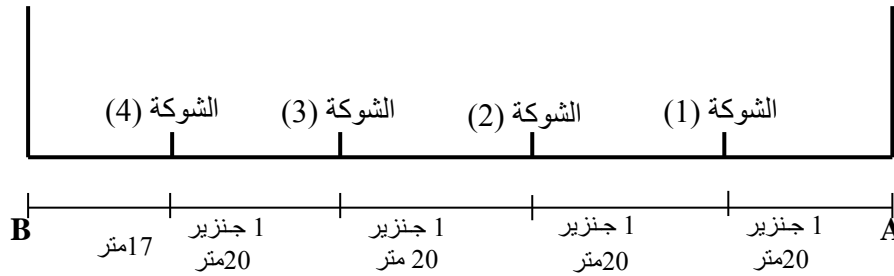 الشوكة (1) الشوكة (2) الشوكة (3) الشوكة (4)
A 1 جنزير 1 جنزير 1 جنزير 1 جنزير B
20متر 20متر 20 متر 20متر 17متر